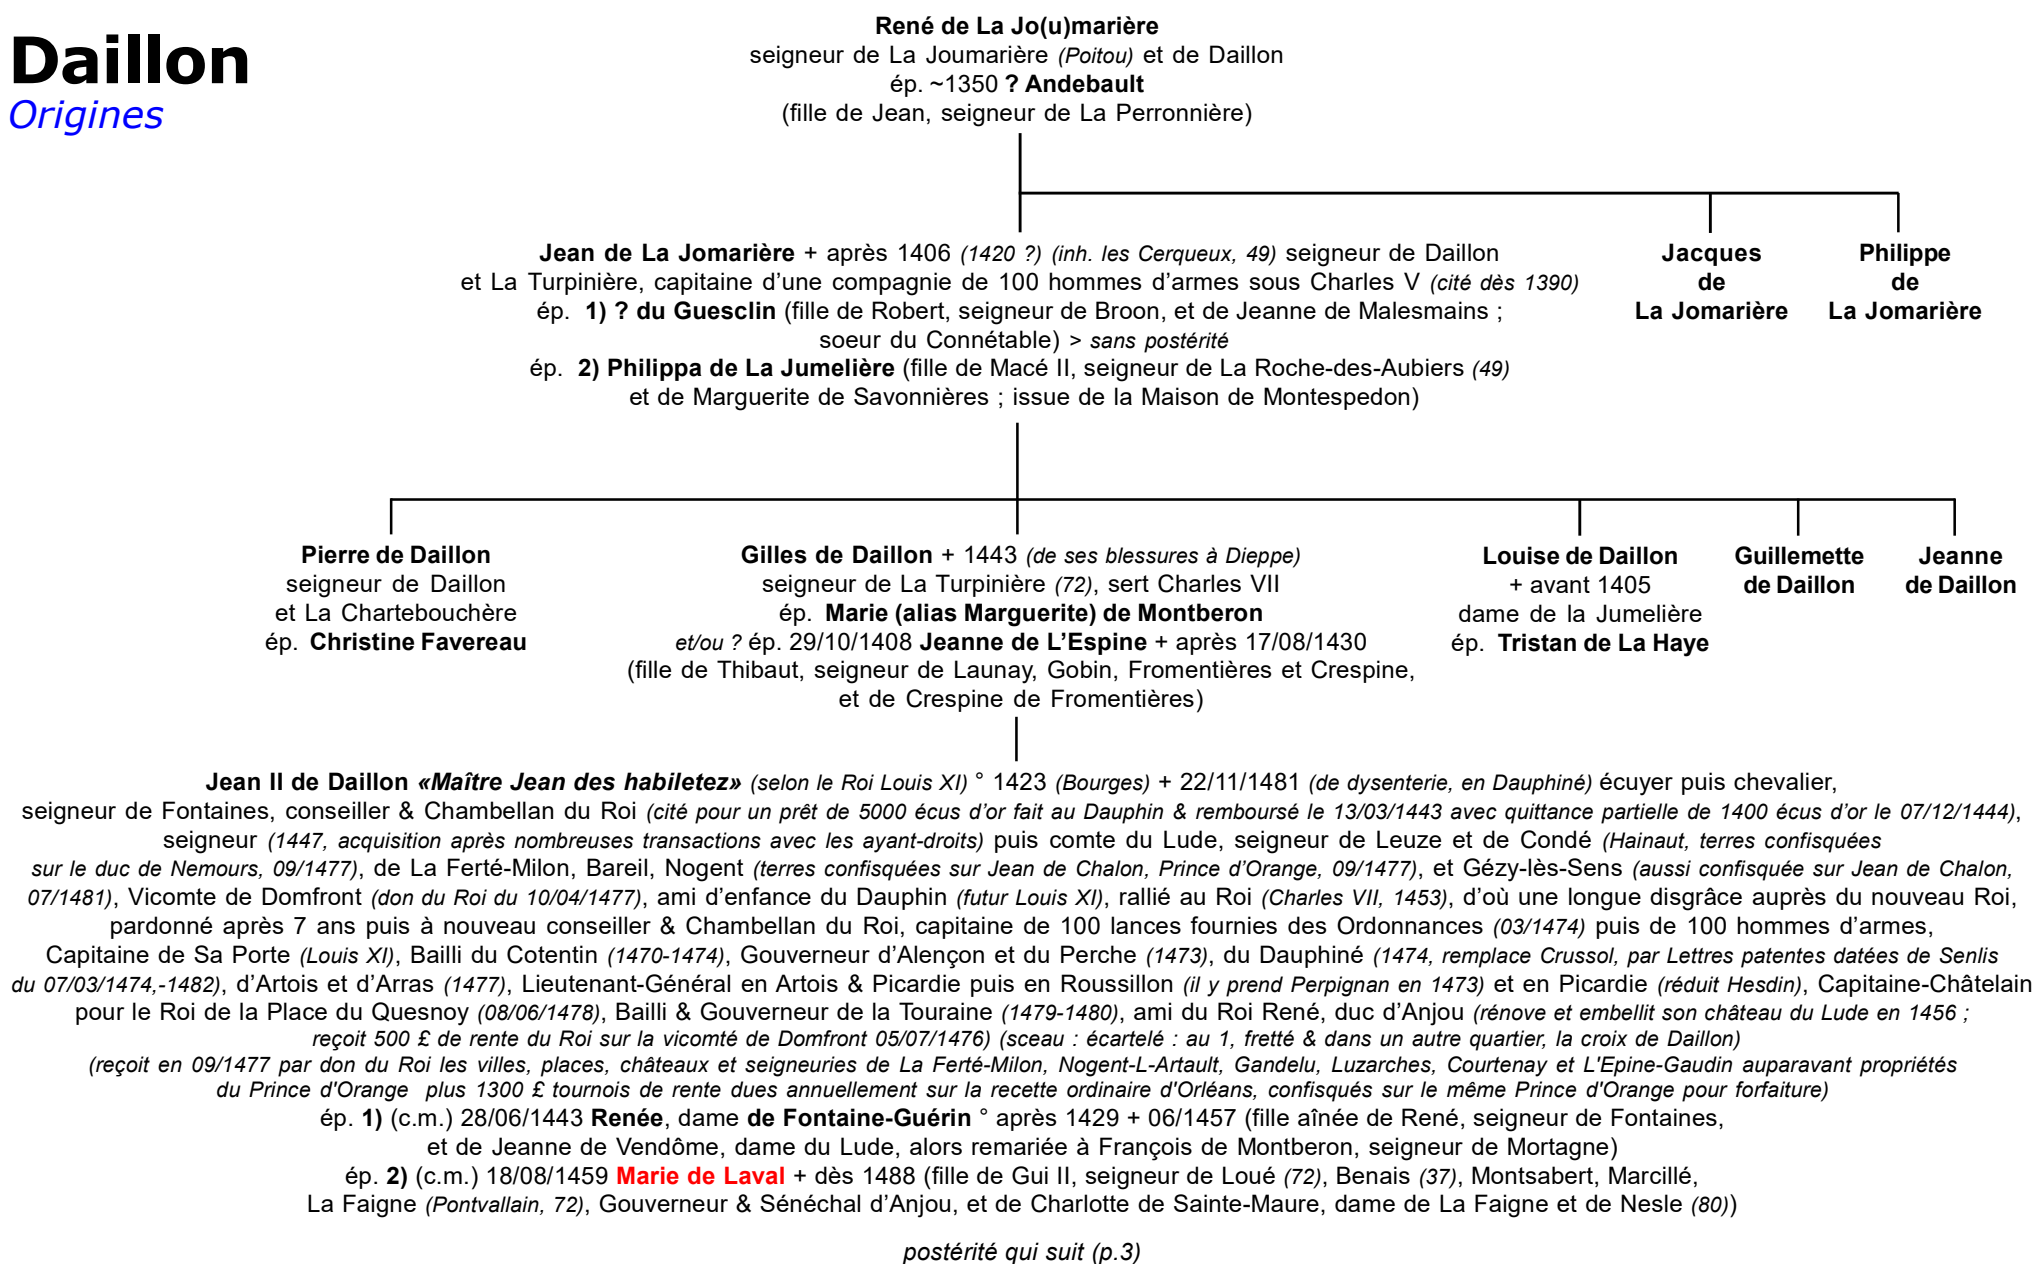 Daillon
Origines
René de La Jo(u)marière
seigneur de La Joumarière (Poitou) et de Daillon
ép. ~1350 ? Andebault
(fille de Jean, seigneur de La Perronnière)
Jean de La Jomarière + après 1406 (1420 ?) (inh. les Cerqueux, 49) seigneur de Daillon
et La Turpinière, capitaine d'une compagnie de 100 hommes d'armes sous Charles V (cité dès 1390)
ép. 1) ? du Guesclin (fille de Robert, seigneur de Broon, et de Jeanne de Malesmains ;
soeur du Connétable) > sans postérité
ép. 2) Philippa de La Jumelière (fille de Macé II, seigneur de La Roche-des-Aubiers (49)
et de Marguerite de Savonnières ; issue de la Maison de Montespedon)
Jacques
de
La Jomarière
Philippe
de
La Jomarière
Pierre de Daillon
seigneur de Daillon
et La Chartebouchère
ép. Christine Favereau
Gilles de Daillon + 1443 (de ses blessures à Dieppe)
seigneur de La Turpinière (72), sert Charles VII
ép. Marie (alias Marguerite) de Montberon
et/ou ? ép. 29/10/1408 Jeanne de L'Espine + après 17/08/1430
(fille de Thibaut, seigneur de Launay, Gobin, Fromentières et Crespine,
et de Crespine de Fromentières)
Louise de Daillon
+ avant 1405
dame de la Jumelière
ép. Tristan de La Haye
Guillemette
de Daillon
Jeanne
de Daillon
Jean II de Daillon «Maître Jean des habiletez» (selon le Roi Louis XI) ° 1423 (Bourges) + 22/11/1481 (de dysenterie, en Dauphiné) écuyer puis chevalier,
seigneur de Fontaines, conseiller & Chambellan du Roi (cité pour un prêt de 5000 écus d'or fait au Dauphin & remboursé le 13/03/1443 avec quittance partielle de 1400 écus d'or le 07/12/1444),
seigneur (1447, acquisition après nombreuses transactions avec les ayant-droits) puis comte du Lude, seigneur de Leuze et de Condé (Hainaut, terres confisquées
sur le duc de Nemours, 09/1477), de La Ferté-Milon, Bareil, Nogent (terres confisquées sur Jean de Chalon, Prince d'Orange, 09/1477), et Gézy-lès-Sens (aussi confisquée sur Jean de Chalon,
07/1481), Vicomte de Domfront (don du Roi du 10/04/1477), ami d'enfance du Dauphin (futur Louis XI), rallié au Roi (Charles VII, 1453), d'où une longue disgrâce auprès du nouveau Roi,
pardonné après 7 ans puis à nouveau conseiller & Chambellan du Roi, capitaine de 100 lances fournies des Ordonnances (03/1474) puis de 100 hommes d'armes,
Capitaine de Sa Porte (Louis XI), Bailli du Cotentin (1470-1474), Gouverneur d'Alençon et du Perche (1473), du Dauphiné (1474, remplace Crussol, par Lettres patentes datées de Senlis
du 07/03/1474,-1482), d'Artois et d'Arras (1477), Lieutenant-Général en Artois & Picardie puis en Roussillon (il y prend Perpignan en 1473) et en Picardie (réduit Hesdin), Capitaine-Châtelain
pour le Roi de la Place du Quesnoy (08/06/1478), Bailli & Gouverneur de la Touraine (1479-1480), ami du Roi René, duc d'Anjou (rénove et embellit son château du Lude en 1456 ;
reçoit 500 £ de rente du Roi sur la vicomté de Domfront 05/07/1476) (sceau : écartelé : au 1, fretté & dans un autre quartier, la croix de Daillon)
(reçoit en 09/1477 par don du Roi les villes, places, châteaux et seigneuries de La Ferté-Milon, Nogent-L-Artault, Gandelu, Luzarches, Courtenay et L'Epine-Gaudin auparavant propriétés
du Prince d'Orange plus 1300 £ tournois de rente dues annuellement sur la recette ordinaire d'Orléans, confisqués sur le même Prince d'Orange pour forfaiture)
ép. 1) (c.m.) 28/06/1443 Renée, dame de Fontaine-Guérin ° après 1429 + 06/1457 (fille aînée de René, seigneur de Fontaines,
et de Jeanne de Vendôme, dame du Lude, alors remariée à François de Montberon, seigneur de Mortagne)
ép. 2) (c.m.) 18/08/1459 Marie de Laval + dès 1488 (fille de Gui II, seigneur de Loué (72), Benais (37), Montsabert, Marcillé,
La Faigne (Pontvallain, 72), Gouverneur & Sénéchal d'Anjou, et de Charlotte de Sainte-Maure, dame de La Faigne et de Nesle (80))
postérité qui suit (p.3)